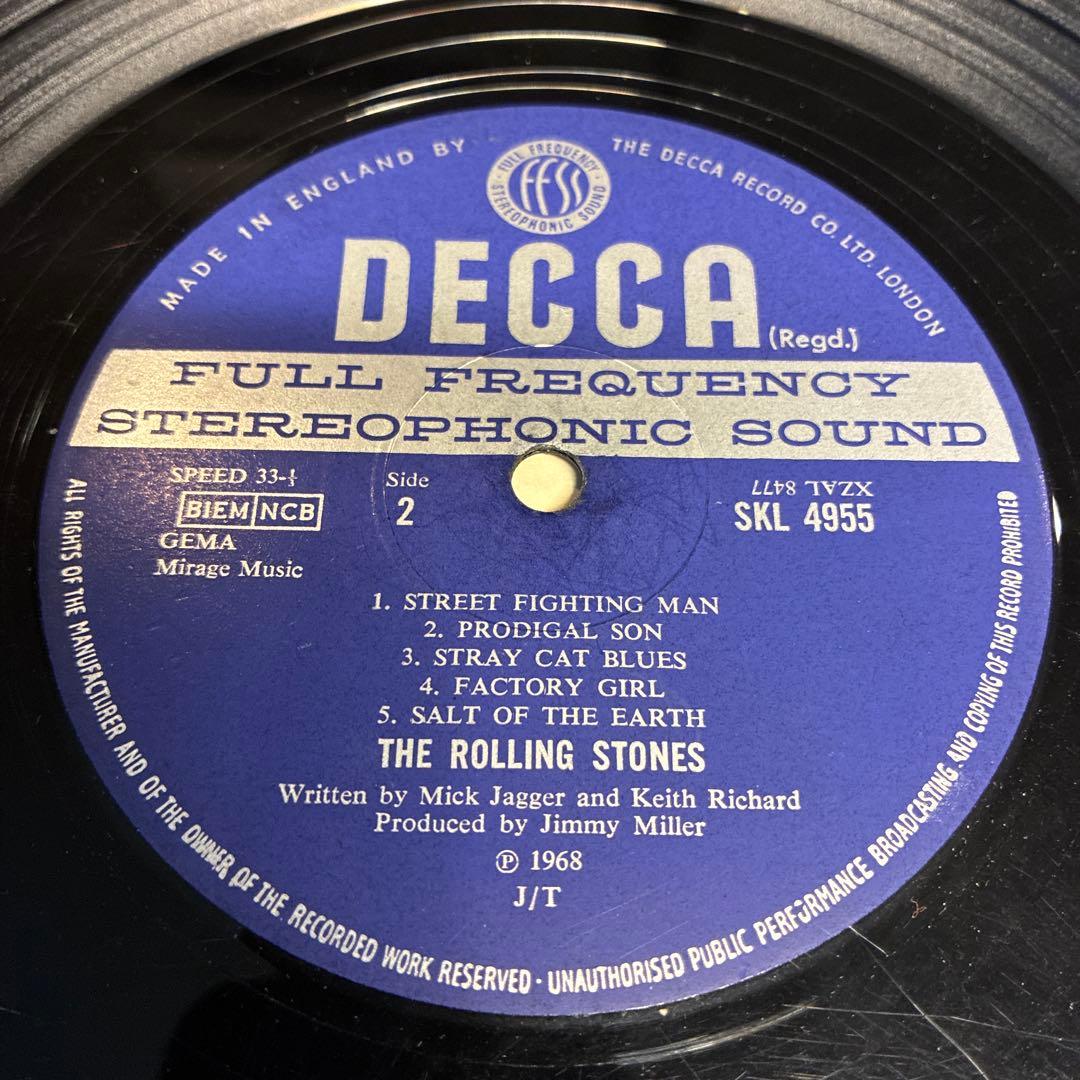 MADE IN ENGLAND BY
THE DECCA RECORD CO. LTD. LONDON
FULL FREQUENCY
FFSS
STEREOPHONIC SOUND
DECCA
(Regd.)
FULL FREQUENCY
STEREOPHONIC SOUND
SPEED 33-⅓
BIEM NCB
GEMA
Mirage Music
Side
2
XZAL 8477
SKL 4955
1. STREET FIGHTING MAN
2. PRODIGAL SON
3. STRAY CAT BLUES
4. FACTORY GIRL
5. SALT OF THE EARTH
THE ROLLING STONES
Written by Mick Jagger and Keith Richard
Produced by Jimmy Miller
Ⓟ 1968
J/T
ALL RIGHTS OF THE MANUFACTURER AND OF THE OWNER OF THE RECORDED WORK RESERVED · UNAUTHORISED PUBLIC PERFORMANCE BROADCASTING AND COPYING OF THIS RECORD PROHIBITED